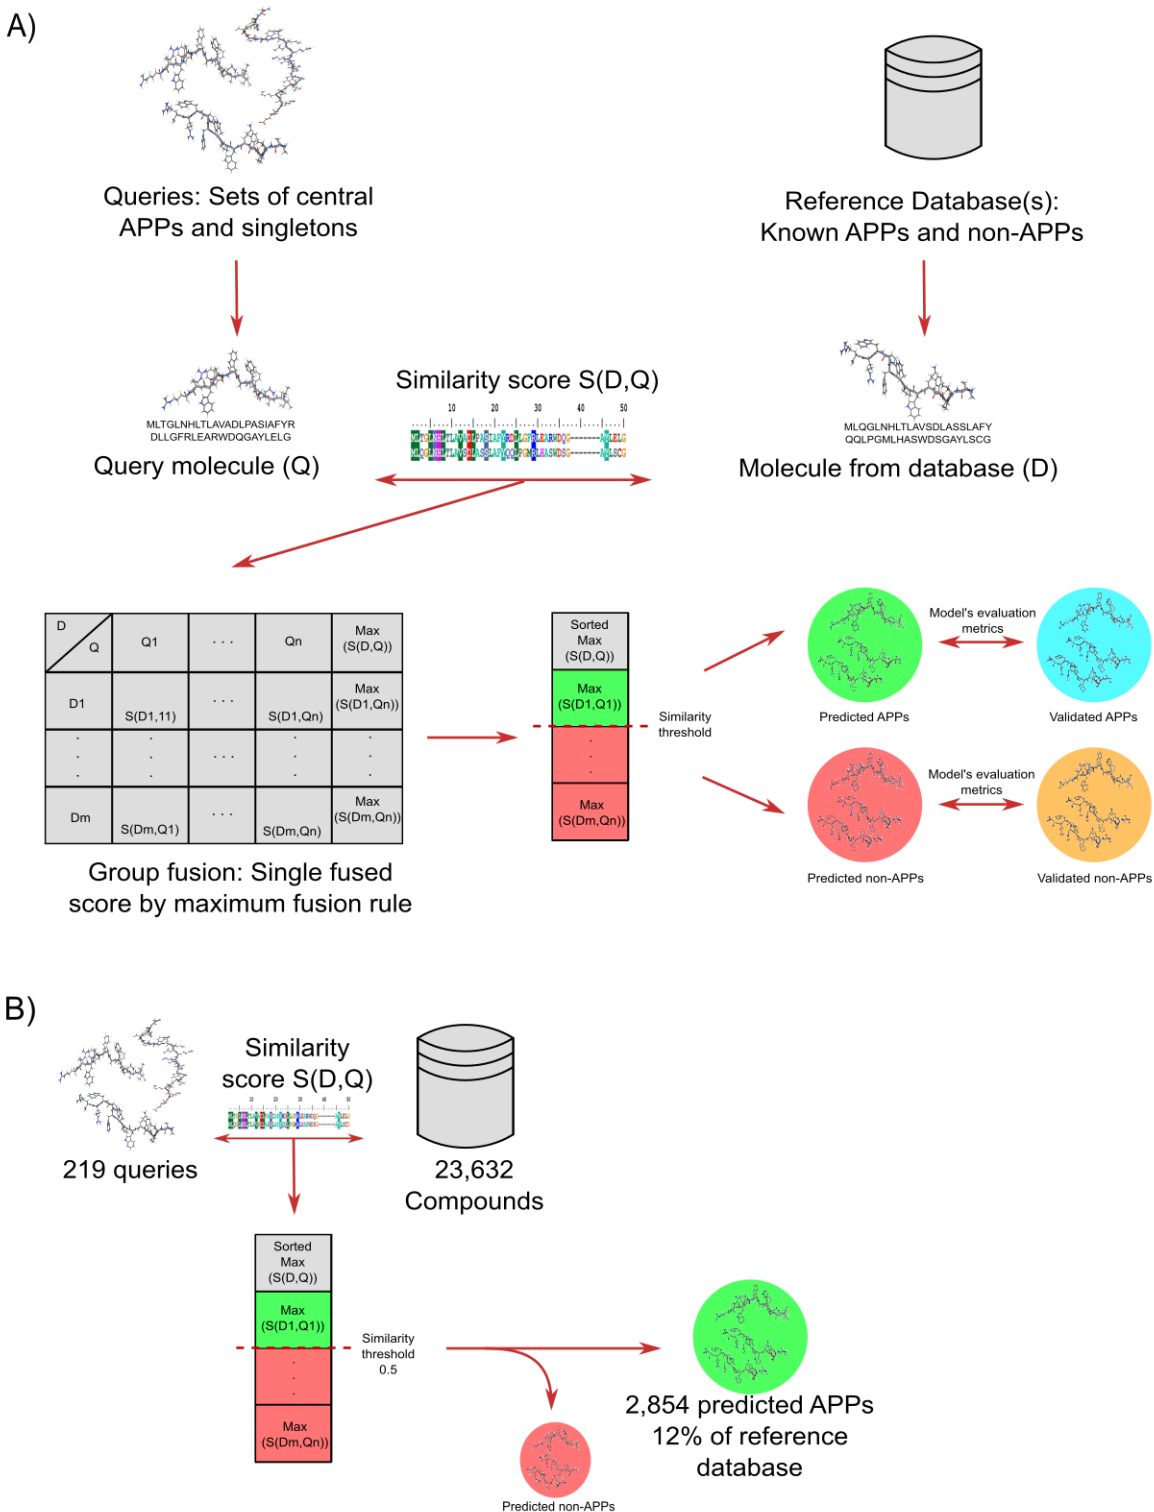 A)
Queries: Sets of central
APPs and singletons
Reference Database(s):
Known APPs and non-APPs
MLTGLNHLTLAVADLPASIAFYR
DLLGFRLEARWDQGAYLELG
Query molecule (Q)
Similarity score S(D,Q)
10 20 30 40 50
MLQGLNHLTLAVSDLASSLAFY
QQLPGMLHASWDSGAYLSCG
Molecule from database (D)
D
Q
Q1
. . .
Qn
Max
(S(D,Q))
D1
S(D1,11)
. . .
S(D1,Qn)
Max
(S(D1,Qn))
Dm
S(Dm,Q1)
. . .
S(Dm,Qn)
Max
(S(Dm,Qn))
Group fusion: Single fused
score by maximum fusion rule
Sorted
Max
(S(D,Q))
Max
(S(D1,Q1))
Max
(S(Dm,Qn))
Similarity
threshold
Predicted APPs
Model's evaluation
metrics
Validated APPs
Predicted non-APPs
Model's evaluation
metrics
Validated non-APPs
B)
219 queries
Similarity
score S(D,Q)
23,632
Compounds
Sorted
Max
(S(D,Q))
Max
(S(D1,Q1))
Max
(S(Dm,Qn))
Similarity
threshold
0.5
Predicted non-APPs
2,854 predicted APPs
12% of reference
database